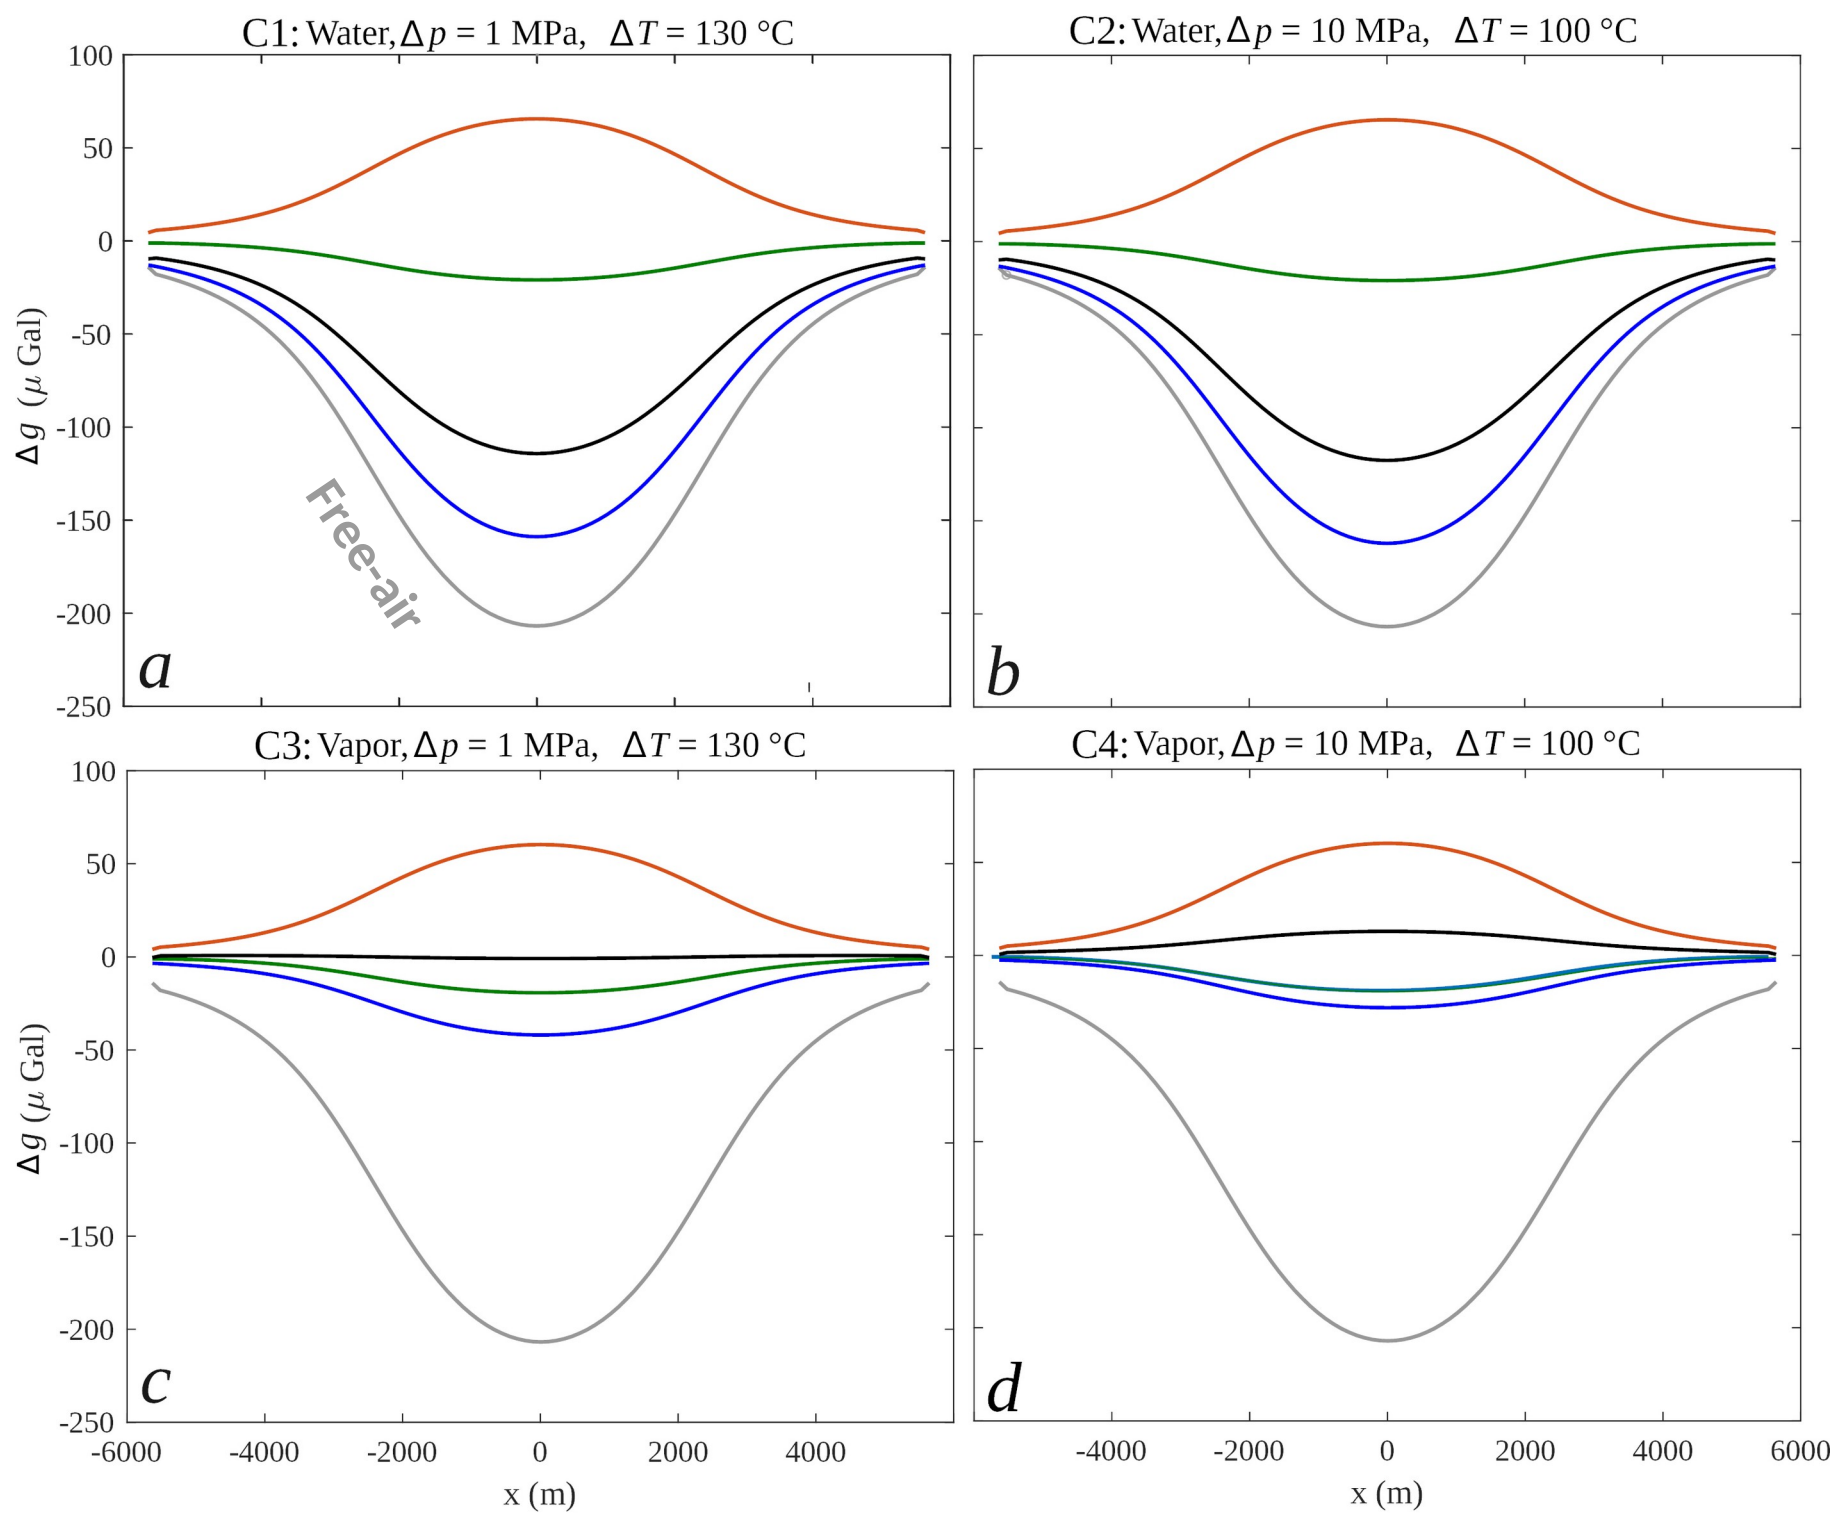 C1: Water, Δp = 1 MPa, ΔT = 130 °C
C2: Water, Δp = 10 MPa, ΔT = 100 °C
100
50
0
-50
-100
-150
-200
-250
Δg (μ Gal)
Free-air
a
b
C3: Vapor, Δp = 1 MPa, ΔT = 130 °C
C4: Vapor, Δp = 10 MPa, ΔT = 100 °C
100
50
0
-50
-100
-150
-200
-250
Δg (μ Gal)
c
d
-6000 -4000 -2000 0 2000 4000
-4000 -2000 0 2000 4000 6000
x (m)
x (m)